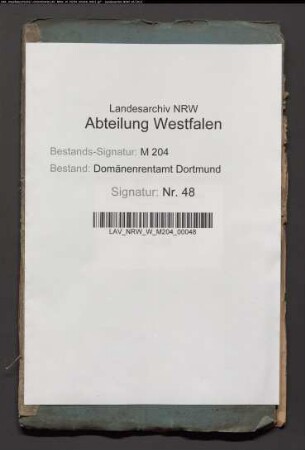 Landesarchiv NRW
Abteilung Westfalen
Bestands-Signatur: M 204
Bestand: Domänenrentamt Dortmund
Signatur: Nr. 48
LAV_NRW_W_M204_00048